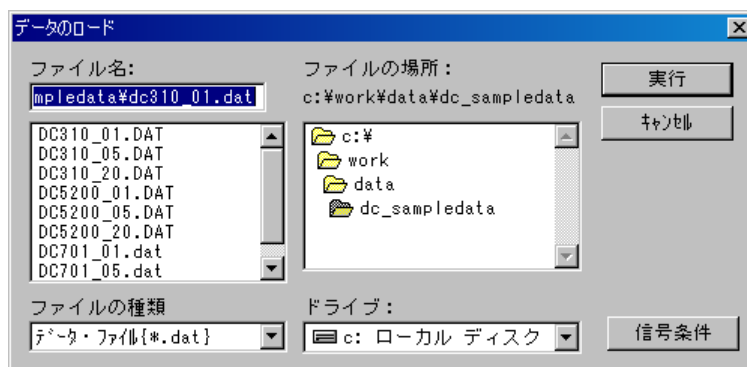 データのロード
ファイル名:
mpledata¥dc310_01.dat
DC310_01.DAT
DC310_05.DAT
DC310_20.DAT
DC5200_01.DAT
DC5200_05.DAT
DC5200_20.DAT
DC701_01.dat
DC701_05.dat
ファイルの種類
ﾃﾞｰﾀ・ﾌｧｲﾙ{*.dat}
ファイルの場所：
c:¥work¥data¥dc_sampledata
c:¥
work
data
dc_sampledata
ドライブ：
c: ローカル ディスク
実行
ｷｬﾝｾﾙ
信号条件